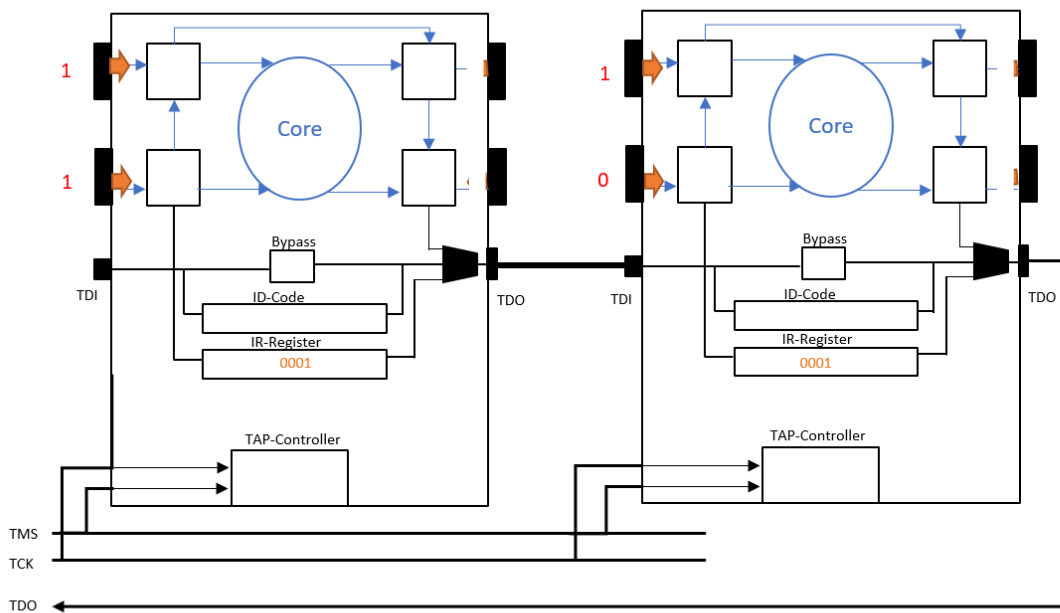 1
Core
1
Core
1
0
Bypass
Bypass
TDI
TDO
TDI
TDO
ID-Code
ID-Code
IR-Register
IR-Register
0001
0001
TAP-Controller
TAP-Controller
TMS
TCK
TDO